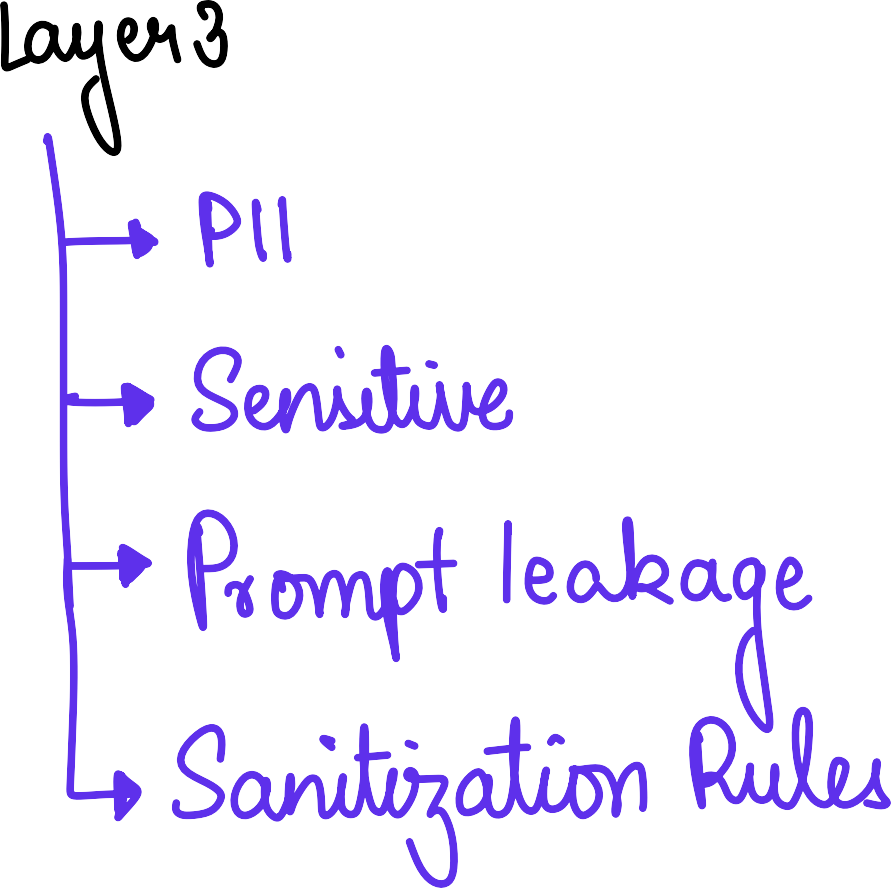 Layer 3
PII
Sensitive
Prompt leakage
Sanitization Rules